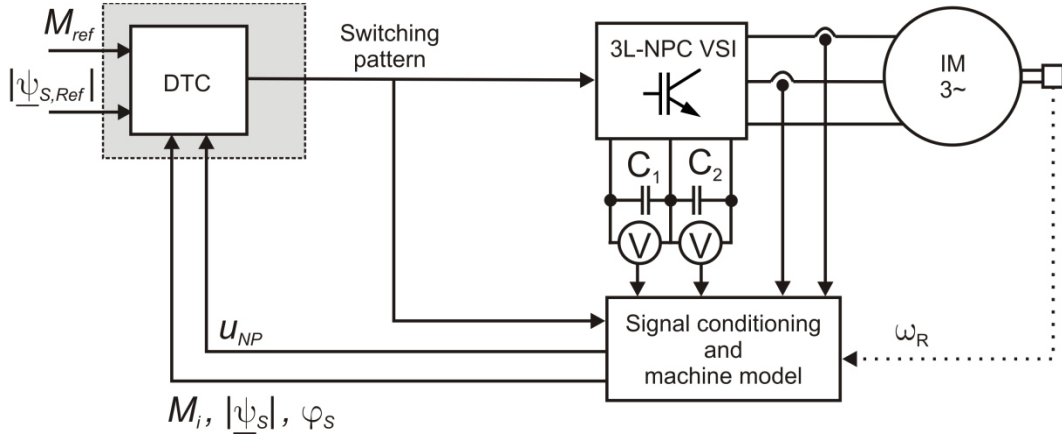 M_ref
|ψ_S,Ref|
DTC
Switching
pattern
3L-NPC VSI
IM
3~
C_1
C_2
V
V
Signal conditioning
and
machine model
ω_R
u_NP
M_i, |ψ_S|, φ_S